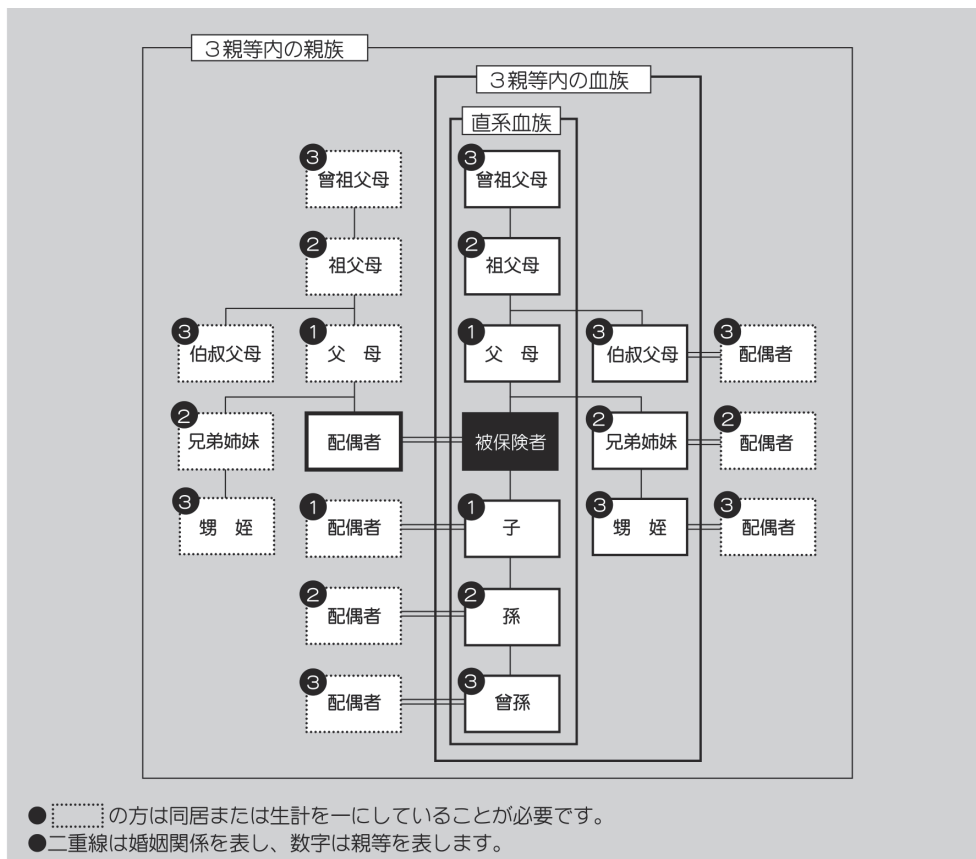 ３親等内の親族
３親等内の血族
直系血族
3 曾祖父母
3 曾祖父母
2 祖父母
2 祖父母
3 伯叔父母
1 父　母
1 父　母
3 伯叔父母
3 配偶者
2 兄弟姉妹
配偶者
被保険者
2 兄弟姉妹
2 配偶者
3 甥　姪
1 配偶者
1 子
3 甥　姪
3 配偶者
2 配偶者
2 孫
3 配偶者
3 曾孫
●の方は同居または生計を一にしていることが必要です。
●二重線は婚姻関係を表し、数字は親等を表します。